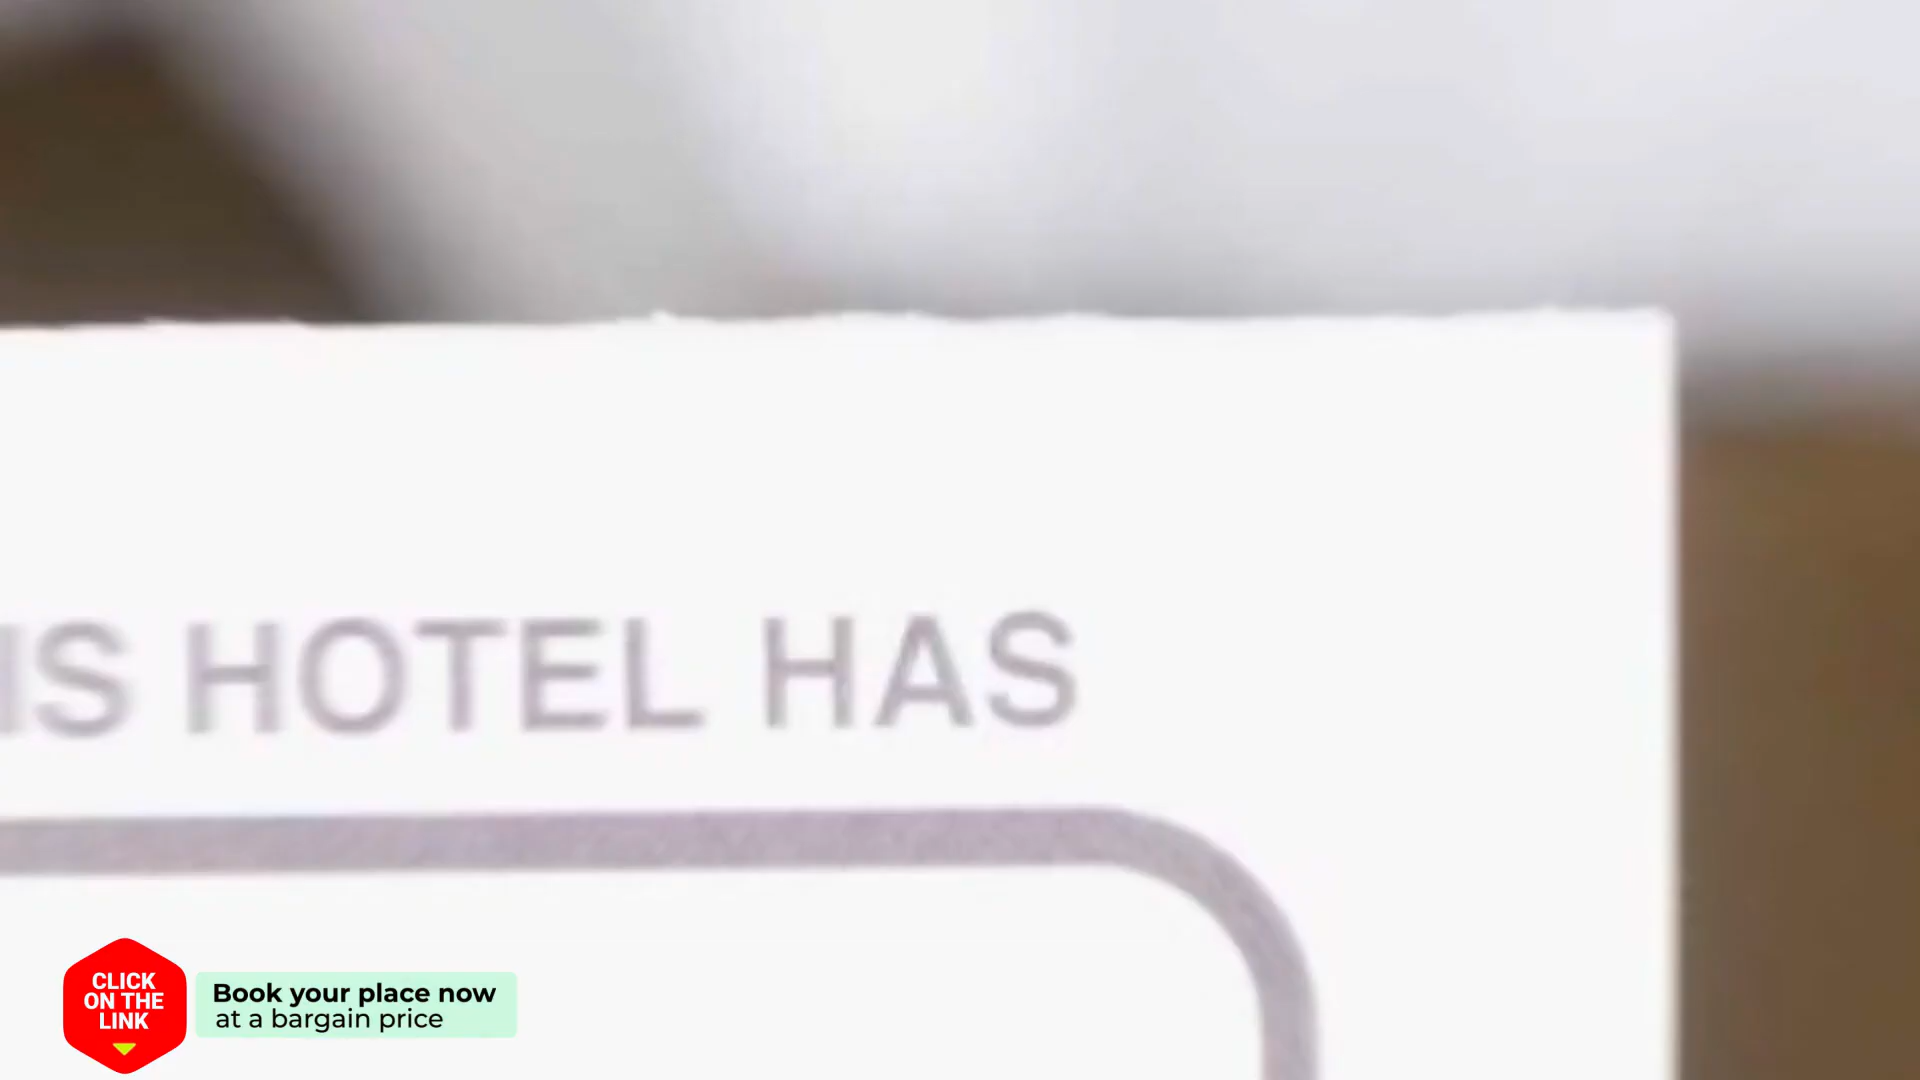 HOTEL HAS
CLICK
ON THE
LINK
Book your place now
at a bargain price